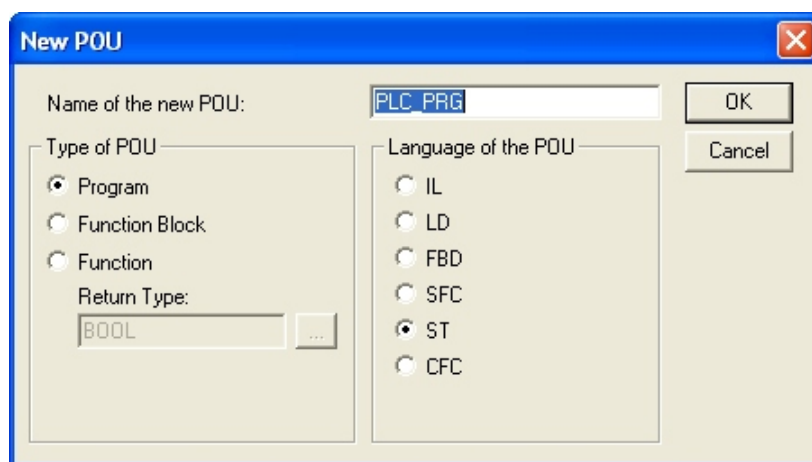 New POU
Name of the new POU:
PLC_PRG
OK
Cancel
Type of POU
Program
Function Block
Function
Return Type:
BOOL
...
Language of the POU
IL
LD
FBD
SFC
ST
CFC